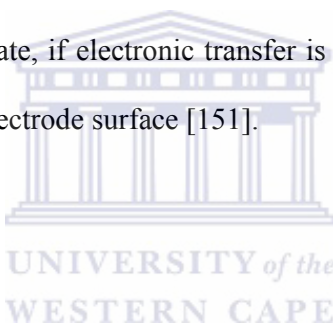 ate, if electronic transfer is
ectrode surface [151].
UNIVERSITY of the
WESTERN CAPE